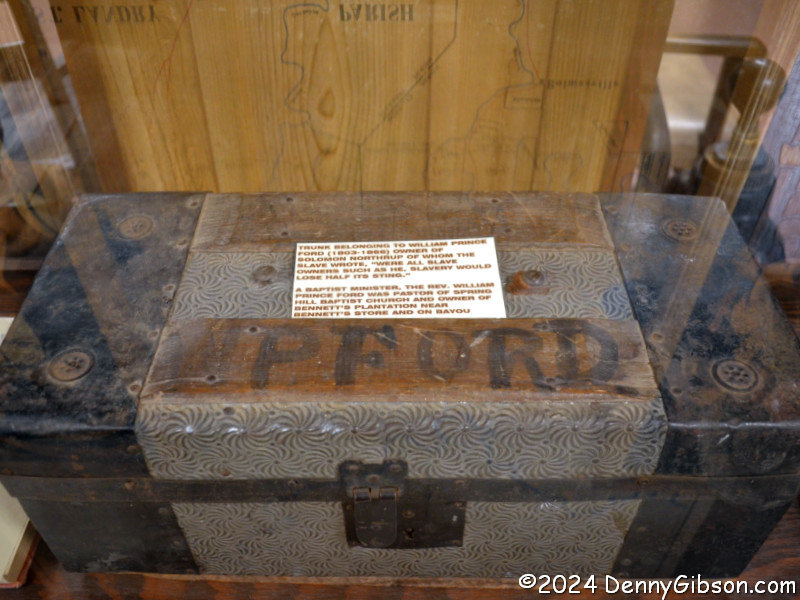 ST. LANDRY PARISH
TRUNK BELONGING TO WILLIAM PRINCE
FORD (1803-1866) OWNER OF
SOLOMON NORTHRUP OF WHOM THE
SLAVE WROTE, "WERE ALL SLAVE
OWNERS SUCH AS HE, SLAVERY WOULD
LOSE HALF ITS STING."
A BAPTIST MINISTER, THE REV. WILLIAM
PRINCE FORD WAS PASTOR OF SPRING
HILL BAPTIST CHURCH AND OWNER OF
BENNETT'S PLANTATION NEAR
BENNETT'S STORE AND ON BAYOU
WPFORD
©2024 DennyGibson.com